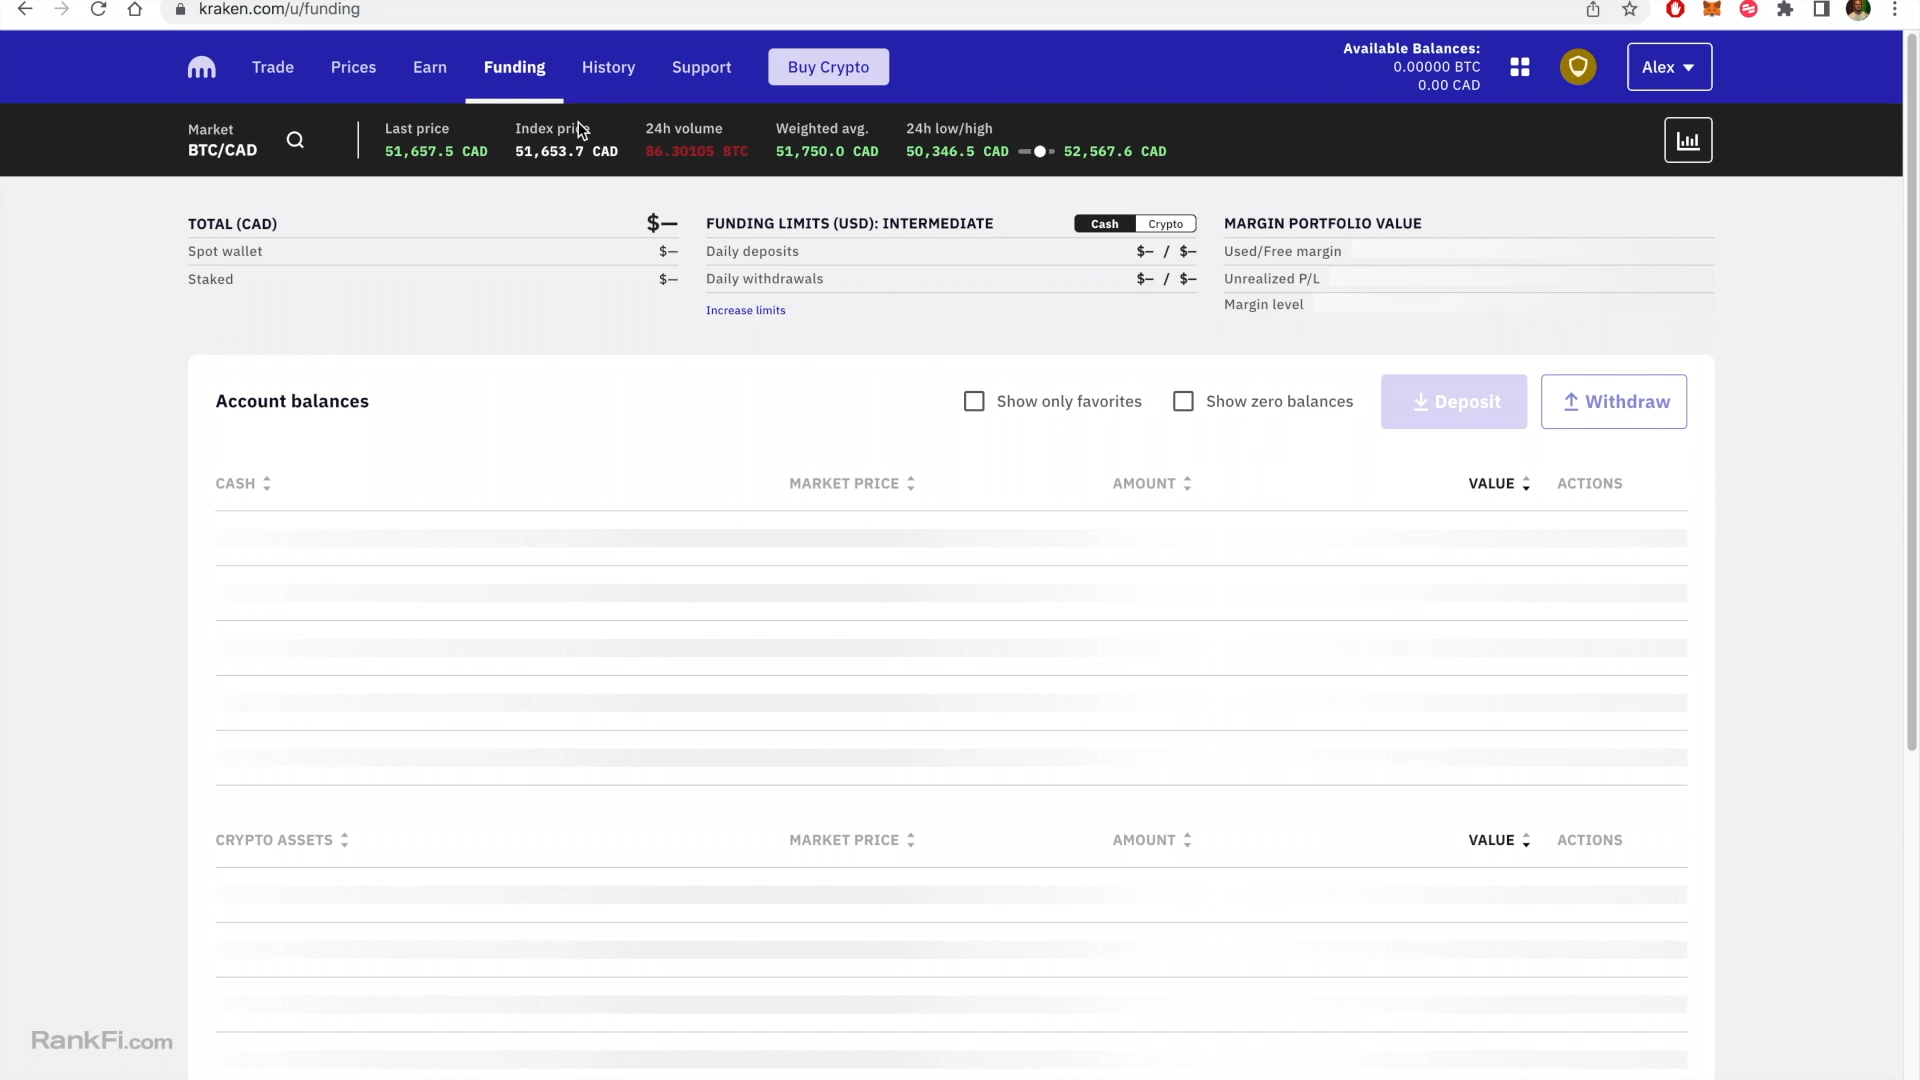 kraken.com/u/funding
Trade Prices Earn Funding History Support Buy Crypto
Available Balances:
0.00000 BTC
0.00 CAD
Alex
Market
BTC/CAD
Last price
51,657.5 CAD
Index price
51,653.7 CAD
24h volume
86.30105 BTC
Weighted avg.
51,750.0 CAD
24h low/high
50,346.5 CAD 52,567.6 CAD
TOTAL (CAD) $—
Spot wallet $—
Staked $—
FUNDING LIMITS (USD): INTERMEDIATE Cash Crypto
Daily deposits $— / $—
Daily withdrawals $— / $—
Increase limits
MARGIN PORTFOLIO VALUE
Used/Free margin
Unrealized P/L
Margin level
Account balances Show only favorites Show zero balances Deposit Withdraw
CASH MARKET PRICE AMOUNT VALUE ACTIONS
CRYPTO ASSETS MARKET PRICE AMOUNT VALUE ACTIONS
RankFi.com